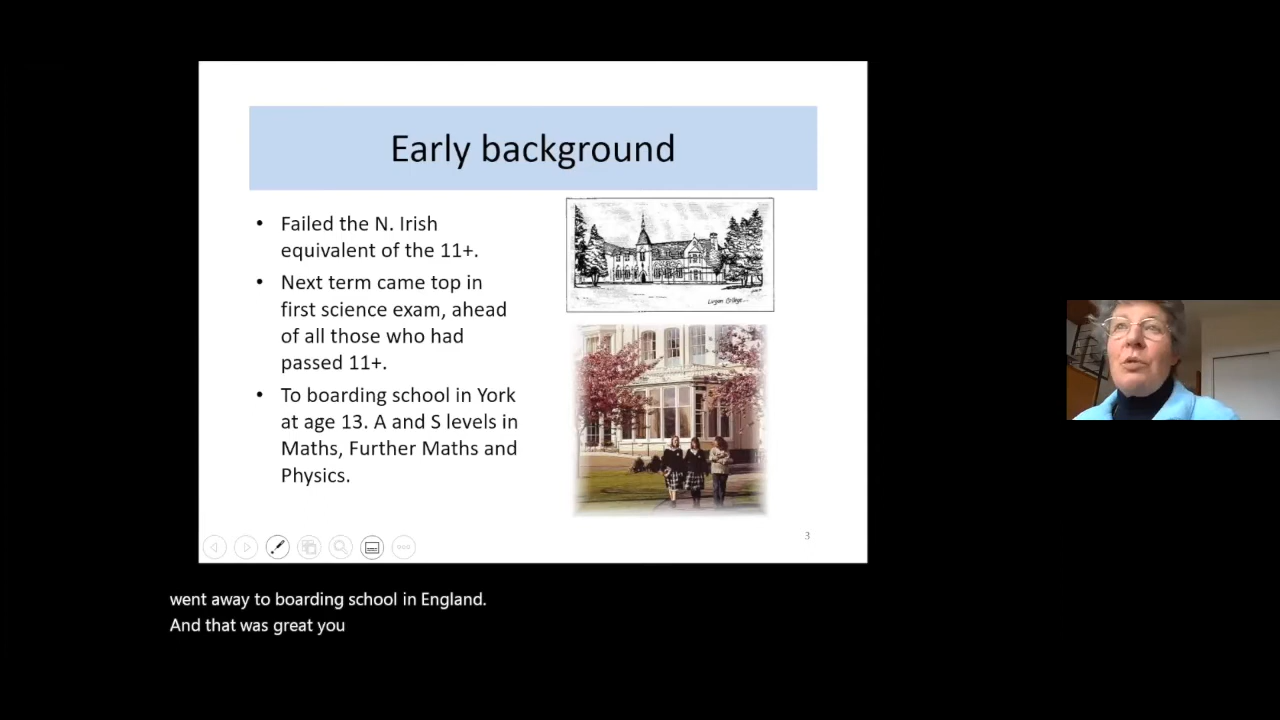 Early background
• Failed the N. Irish
equivalent of the 11+.
• Next term came top in
first science exam, ahead
of all those who had
passed 11+.
• To boarding school in York
at age 13. A and S levels in
Maths, Further Maths and
Physics.
Lurgan College
3
went away to boarding school in England.
And that was great you